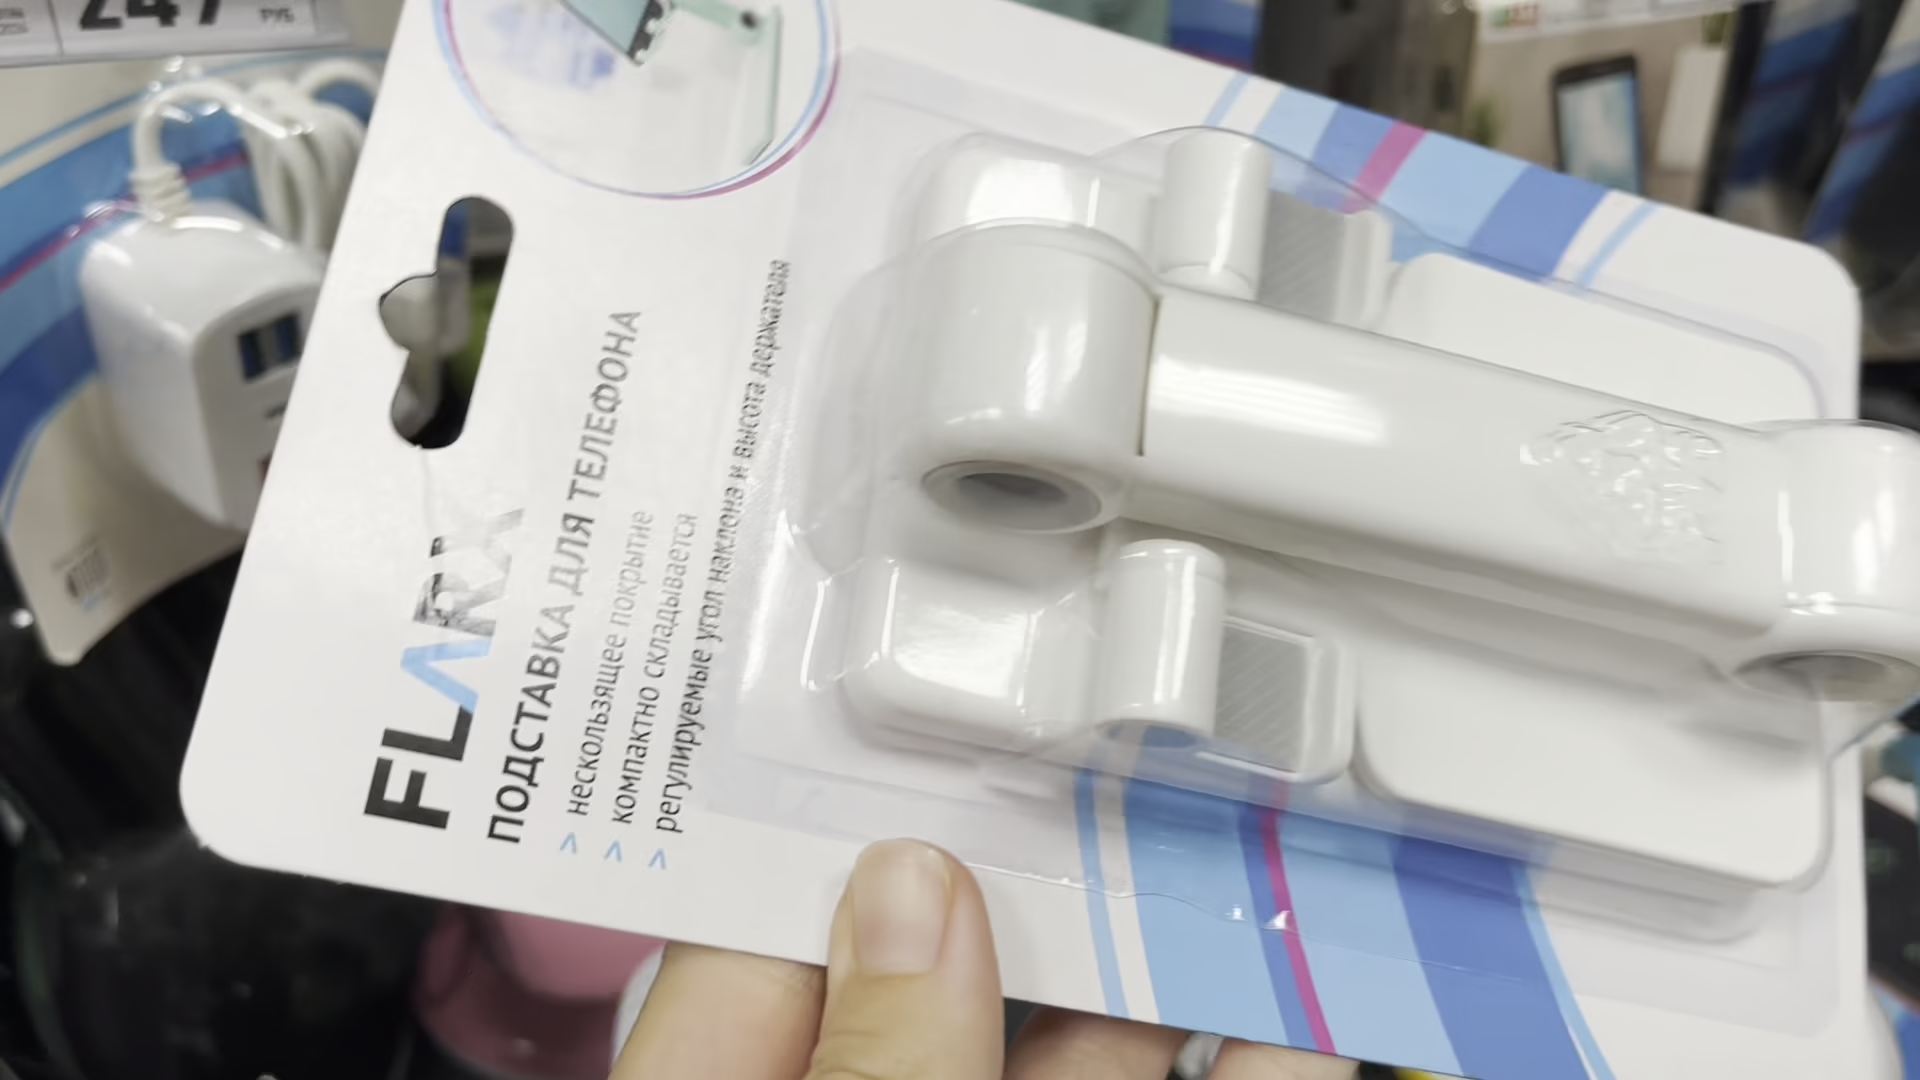 FLARX
ПОДСТАВКА ДЛЯ ТЕЛЕФОНА
> нескользящее покрытие
> компактно складывается
> регулируемые угол наклона и высота держателя
247
РУБ